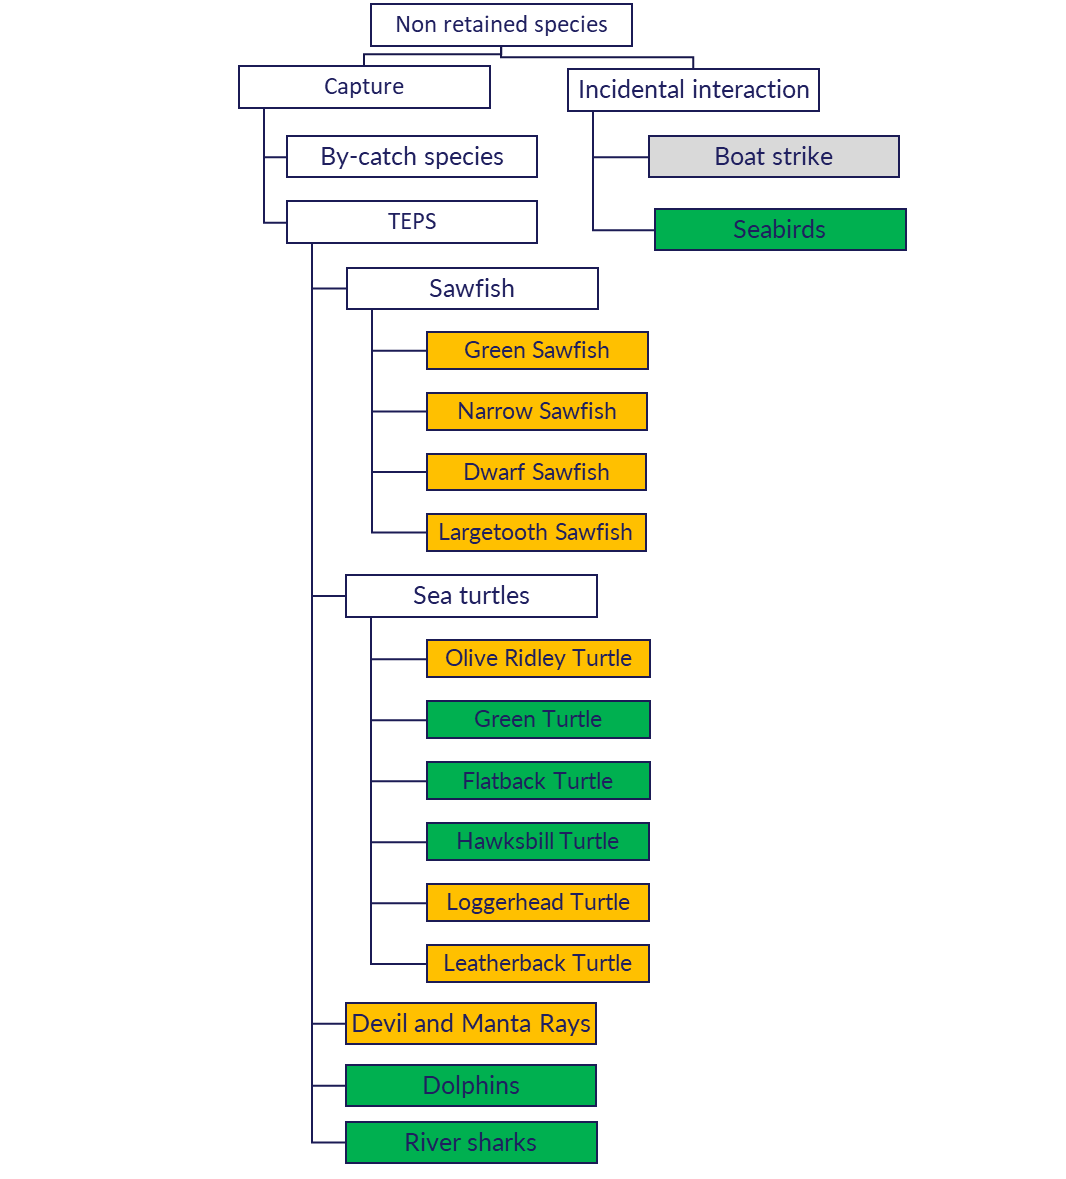 Non retained species
Capture
Incidental interaction
By-catch species
Boat strike
TEPS
Seabirds
Sawfish
Green Sawfish
Narrow Sawfish
Dwarf Sawfish
Largetooth Sawfish
Sea turtles
Olive Ridley Turtle
Green Turtle
Flatback Turtle
Hawksbill Turtle
Loggerhead Turtle
Leatherback Turtle
Devil and Manta Rays
Dolphins
River sharks